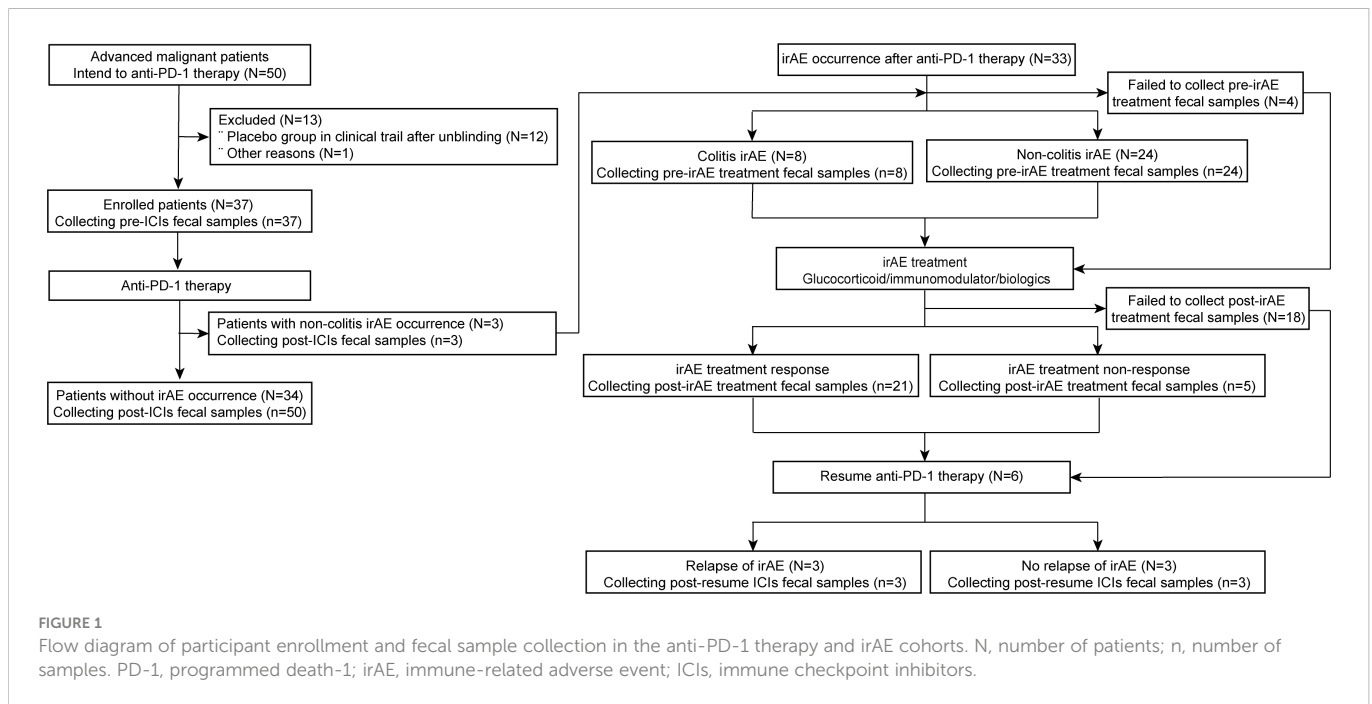 Advanced malignant patients
Intend to anti-PD-1 therapy (N=50)
Excluded (N=13)
¨ Placebo group in clinical trail after unblinding (N=12)
¨ Other reasons (N=1)
Enrolled patients (N=37)
Collecting pre-ICIs fecal samples (n=37)
Anti-PD-1 therapy
Patients with non-colitis irAE occurrence (N=3)
Collecting post-ICIs fecal samples (n=3)
Patients without irAE occurrence (N=34)
Collecting post-ICIs fecal samples (n=50)
irAE occurrence after anti-PD-1 therapy (N=33)
Failed to collect pre-irAE
treatment fecal samples (N=4)
Colitis irAE (N=8)
Collecting pre-irAE treatment fecal samples (n=8)
Non-colitis irAE (N=24)
Collecting pre-irAE treatment fecal samples (n=24)
irAE treatment
Glucocorticoid/immunomodulator/biologics
Failed to collect post-irAE
treatment fecal samples (N=18)
irAE treatment response
Collecting post-irAE treatment fecal samples (n=21)
irAE treatment non-response
Collecting post-irAE treatment fecal samples (n=5)
Resume anti-PD-1 therapy (N=6)
Relapse of irAE (N=3)
Collecting post-resume ICIs fecal samples (n=3)
No relapse of irAE (N=3)
Collecting post-resume ICIs fecal samples (n=3)
FIGURE 1
Flow diagram of participant enrollment and fecal sample collection in the anti-PD-1 therapy and irAE cohorts. N, number of patients; n, number of
samples. PD-1, programmed death-1; irAE, immune-related adverse event; ICIs, immune checkpoint inhibitors.